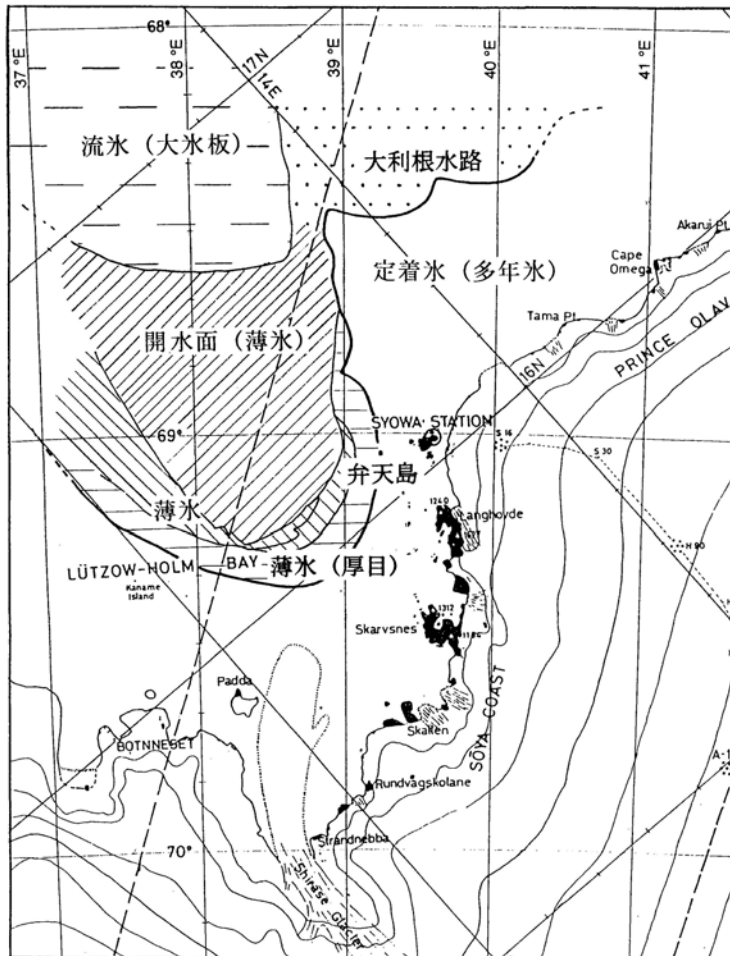 68°
37 °E
38 °E
17N
14E
39 °E
40 °E
41 °E
流氷（大氷板）
大利根水路
Akarui Pt.
Cape
Omega
定着氷（多年氷）
Tama Pt.
PRINCE OLAV
16N
開水面（薄氷）
SYOWA STATION
69°
S 16
S 30
弁天島
1240
Langhovde
薄氷
H 80
LÜTZOW-HOLM BAY
薄氷（厚目）
Kaname
Island
1312
Skarvsnes
Padda
SÔYA COAST
Skallen
BOTNNESET
A-1
Rundvågskolane
Strandnebba
70°
Shirase Glacier